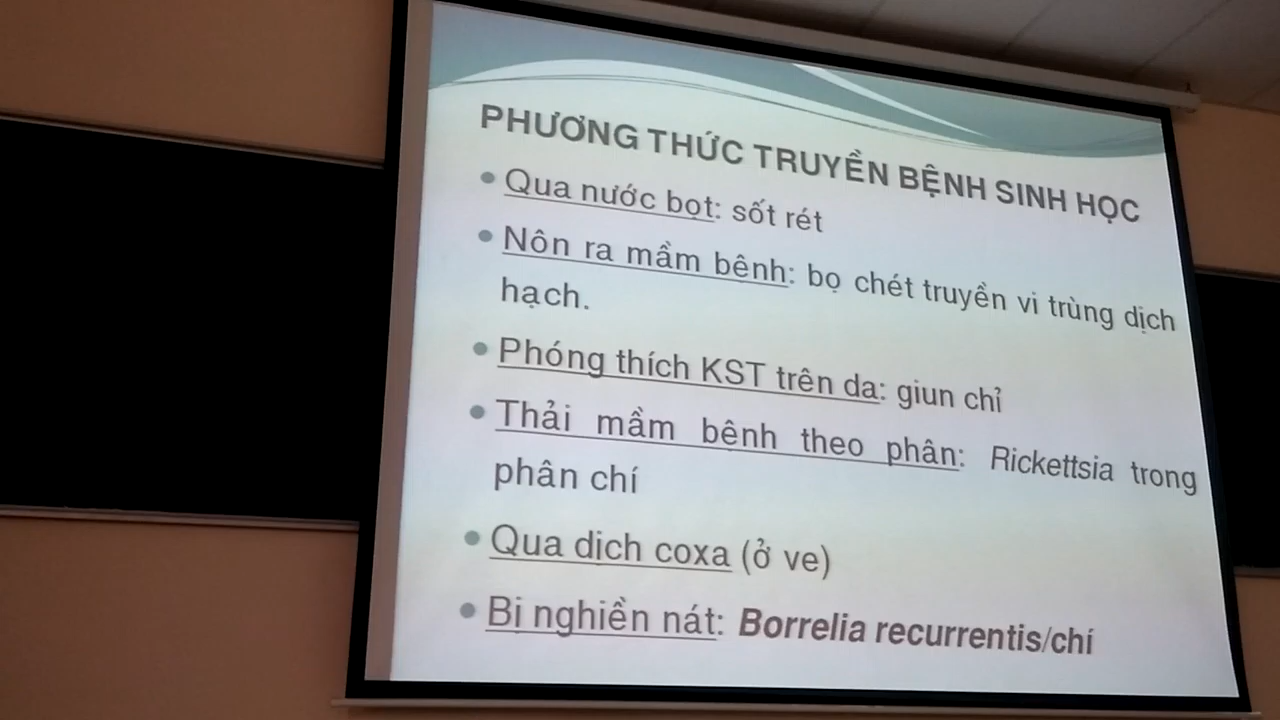 PHƯƠNG THỨC TRUYỀN BỆNH SINH HỌC
• Qua nước bọt: sốt rét
• Nôn ra mầm bệnh: bọ chét truyền vi trùng dịch
hạch.
• Phóng thích KST trên da: giun chỉ
• Thải mầm bệnh theo phân: Rickettsia trong
phân chí
• Qua dịch coxa (ở ve)
• Bị nghiền nát: Borrelia recurrentis/chí